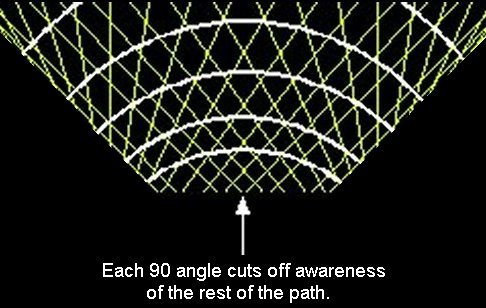 Each 90 angle cuts off awareness
of the rest of the path.